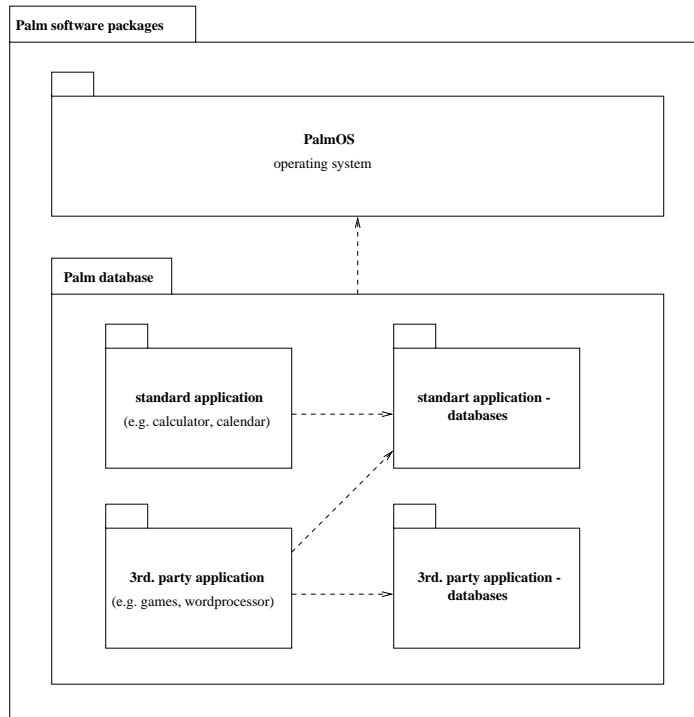 Palm software packages
PalmOS
operating system
Palm database
standard application
(e.g. calculator, calendar)
standart application -
databases
3rd. party application
(e.g. games, wordprocessor)
3rd. party application -
databases